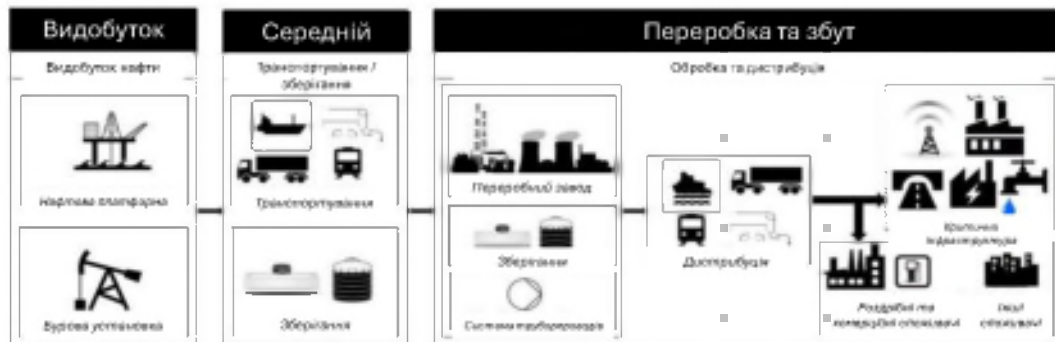 Видобуток
Середній
Переробка та збут
Видобуток нафти
Транспортування /
зберігання
Обробка та дистрибуція
Нафтова платформа
Транспортування
Переробний завод
Зберігання
Дистрибуція
Критична
інфраструктура
Бурова установка
Зберігання
Система трубопроводів
Роздрібні та
комерційні споживачі
Інші
споживачі